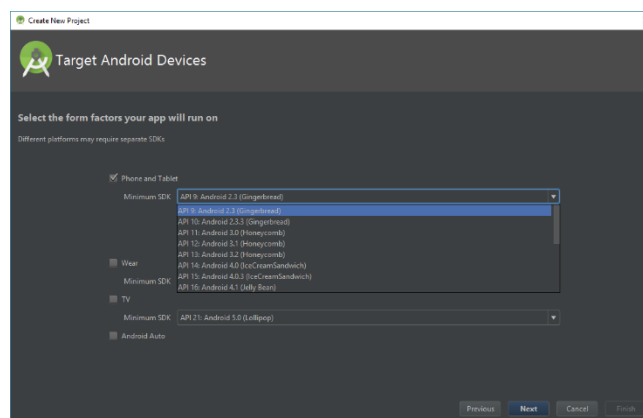 Create New Project
Target Android Devices
Select the form factors your app will run on
Different platforms may require separate SDKs
Phone and Tablet
Minimum SDK API 9: Android 2.3 (Gingerbread)
API 9: Android 2.3 (Gingerbread)
API 10: Android 2.3.3 (Gingerbread)
API 11: Android 3.0 (Honeycomb)
API 12: Android 3.1 (Honeycomb)
API 13: Android 3.2 (Honeycomb)
Wear API 14: Android 4.0 (IceCreamSandwich)
Minimum SDK API 15: Android 4.0.3 (IceCreamSandwich)
API 16: Android 4.1 (Jelly Bean)
TV
Minimum SDK API 21: Android 5.0 (Lollipop)
Android Auto
Previous Next Cancel Finish